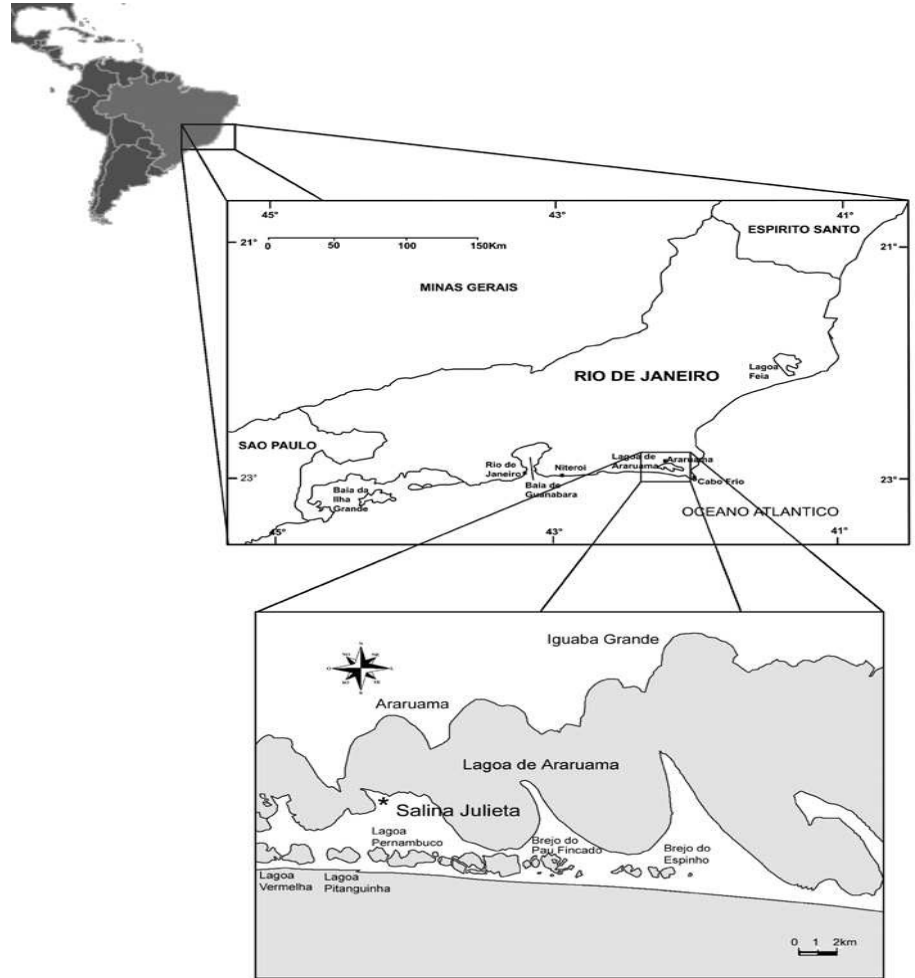 45°
43°
41°
21°
21°
0 50 100 150Km
ESPIRITO SANTO
MINAS GERAIS
RIO DE JANEIRO
Lagoa
Feia
SAO PAULO
Rio de
Janeiro
Niteroi
Lagoa de
Araruama
Araruama
23°
23°
Baia da
Ilha
Grande
Baia de
Guanabara
Cabo Frio
OCEANO ATLANTICO
45°
43°
41°
Iguaba Grande
Araruama
Lagoa de Araruama
* Salina Julieta
Lagoa
Pernambuco
Brejo do
Pau Fincado
Brejo do
Espinho
Lagoa
Vermelha
Lagoa
Pitanguinha
0 1 2km